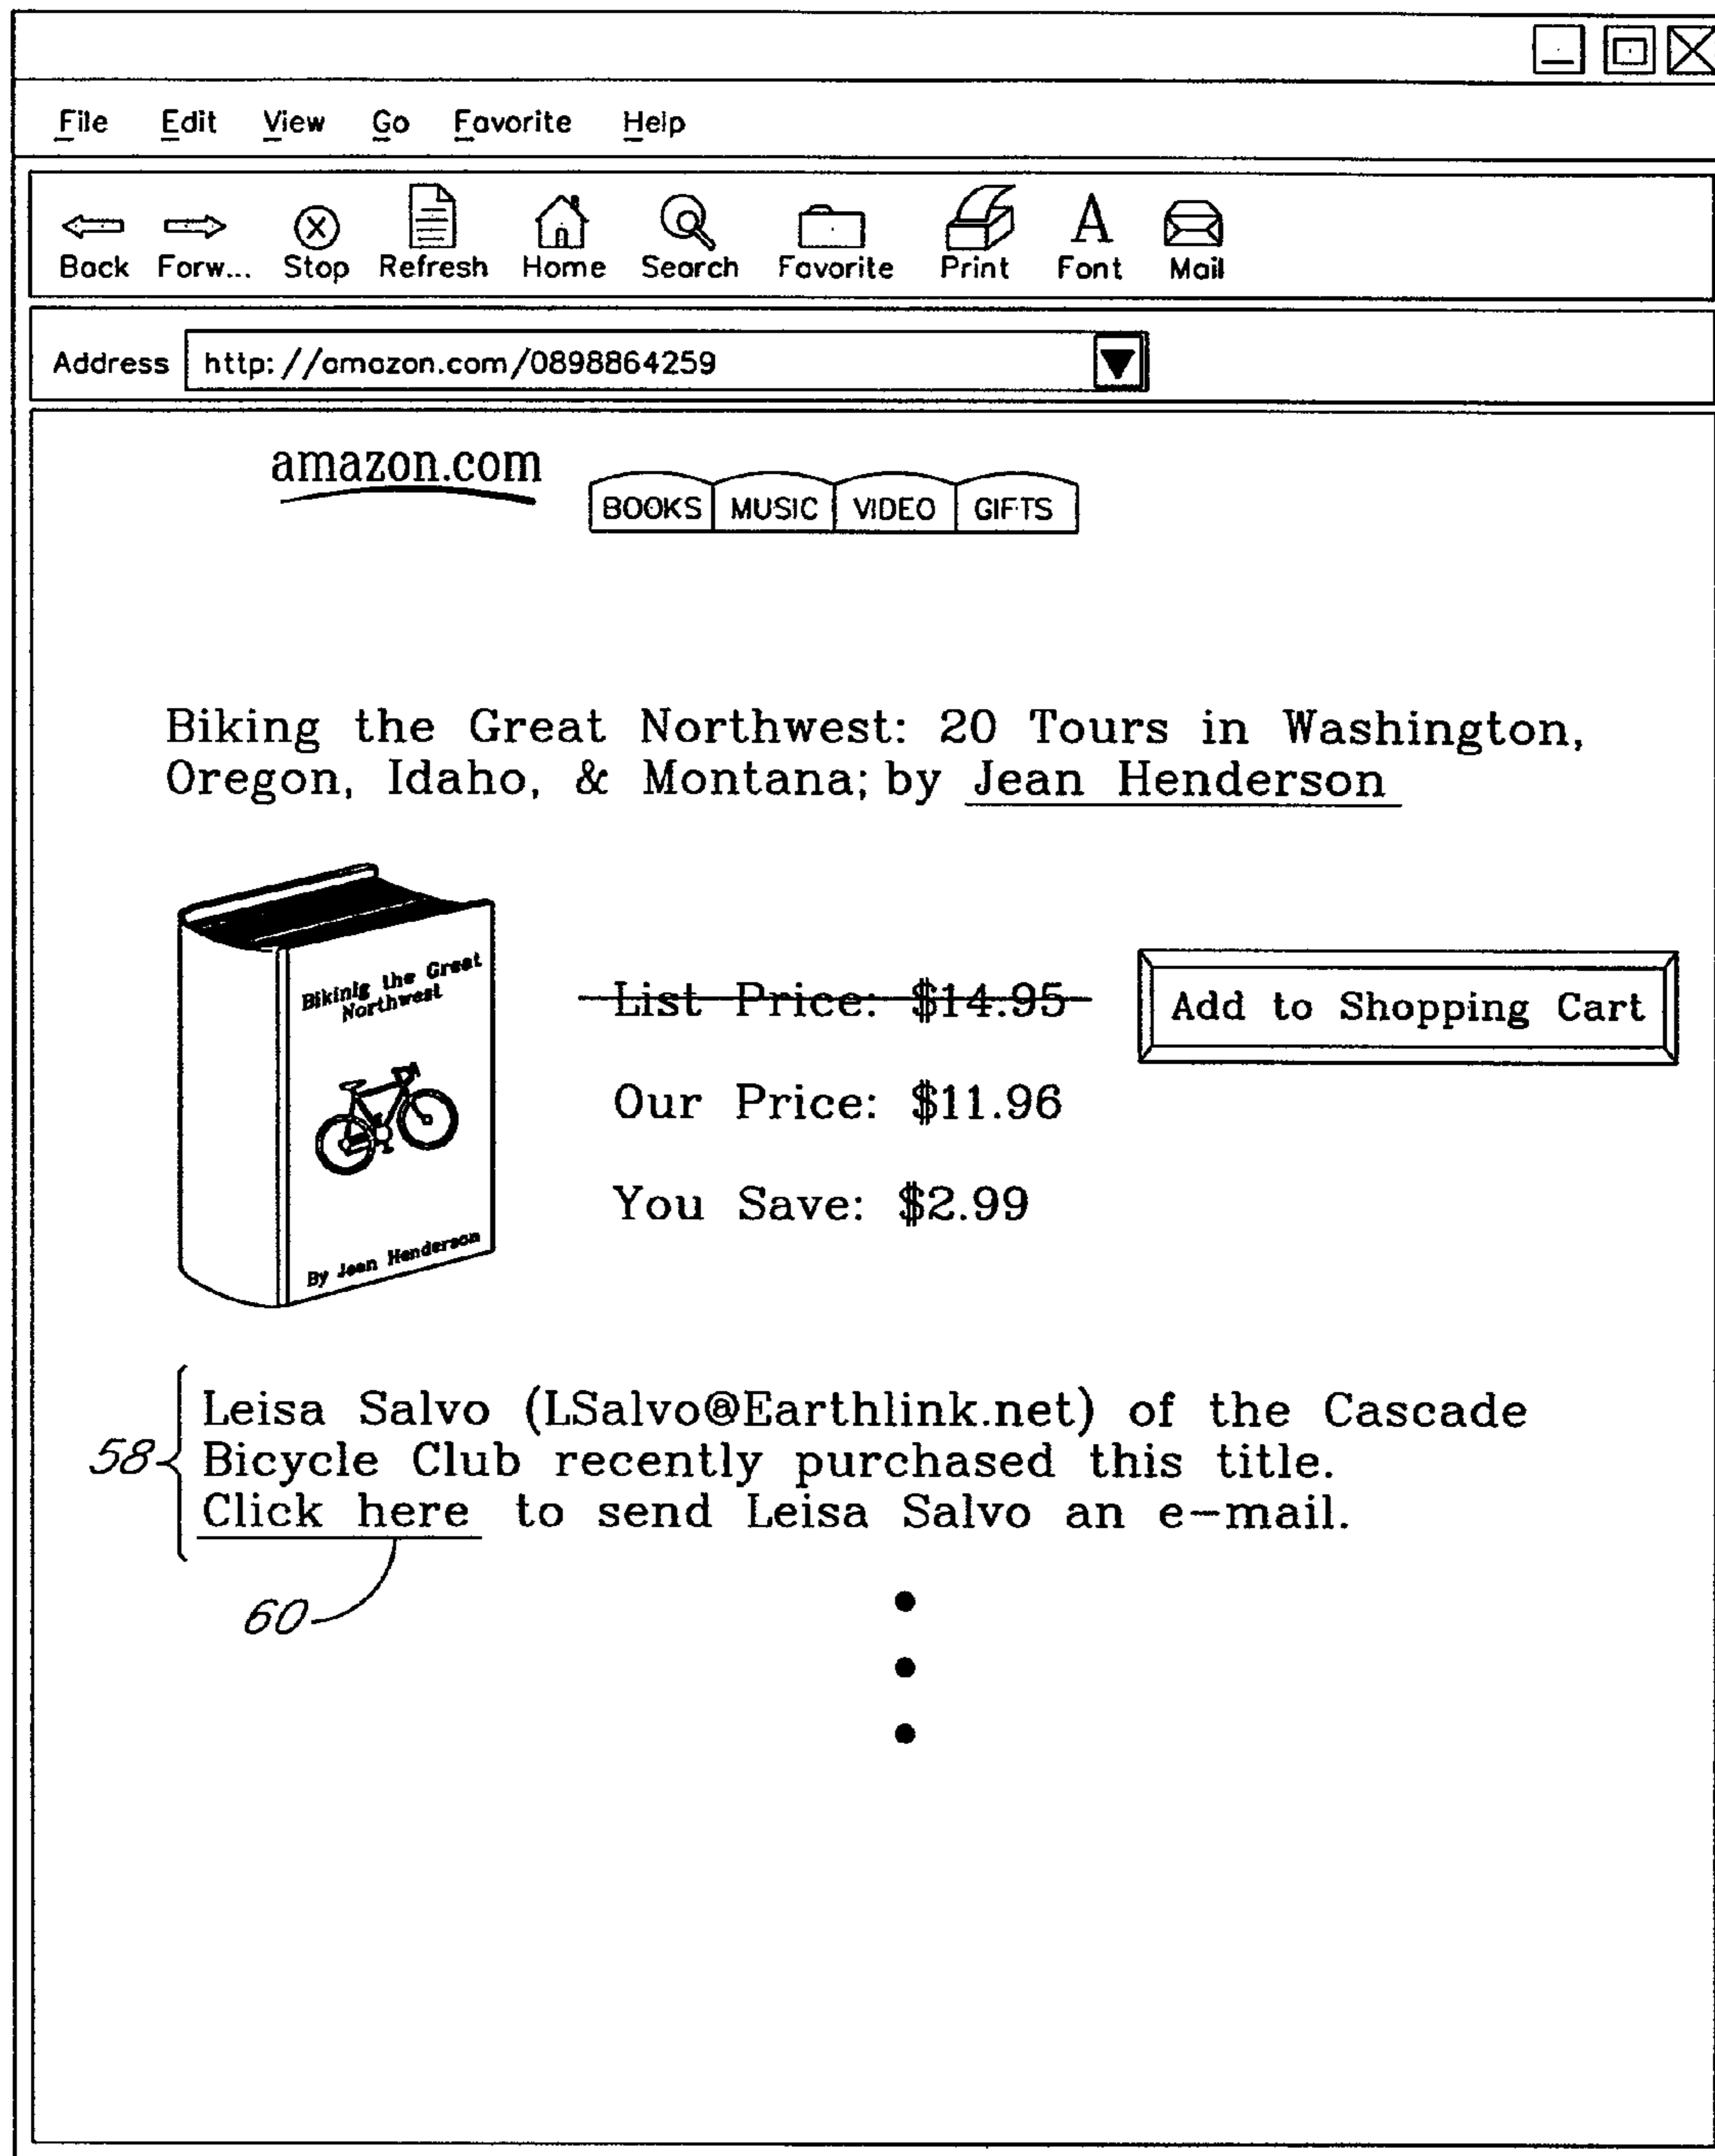 File Edit View Go Favorite Help
Back Forw... Stop Refresh Home Search Favorite Print Font Mail
Address http://amazon.com/0898864259
amazon.com
BOOKS MUSIC VIDEO GIFTS
Biking the Great Northwest: 20 Tours in Washington,
Oregon, Idaho, & Montana; by Jean Henderson
Bikinig the Great
Northwest
By Jean Henderson
List Price: $14.95
Add to Shopping Cart
Our Price: $11.96
You Save: $2.99
58
Leisa Salvo (LSalvo@Earthlink.net) of the Cascade
Bicycle Club recently purchased this title.
Click here to send Leisa Salvo an e-mail.
60